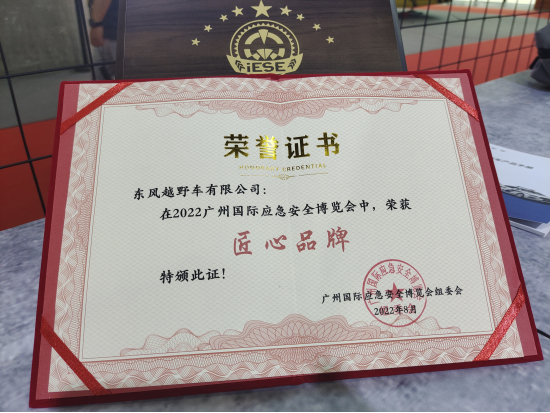 iESE
荣誉证书
HONORARY CREDENTIAL
东风越野车有限公司：
在2022广州国际应急安全博览会中，荣获
匠心品牌
特颁此证！
广州国际应急安全博览会组委会
2022年8月